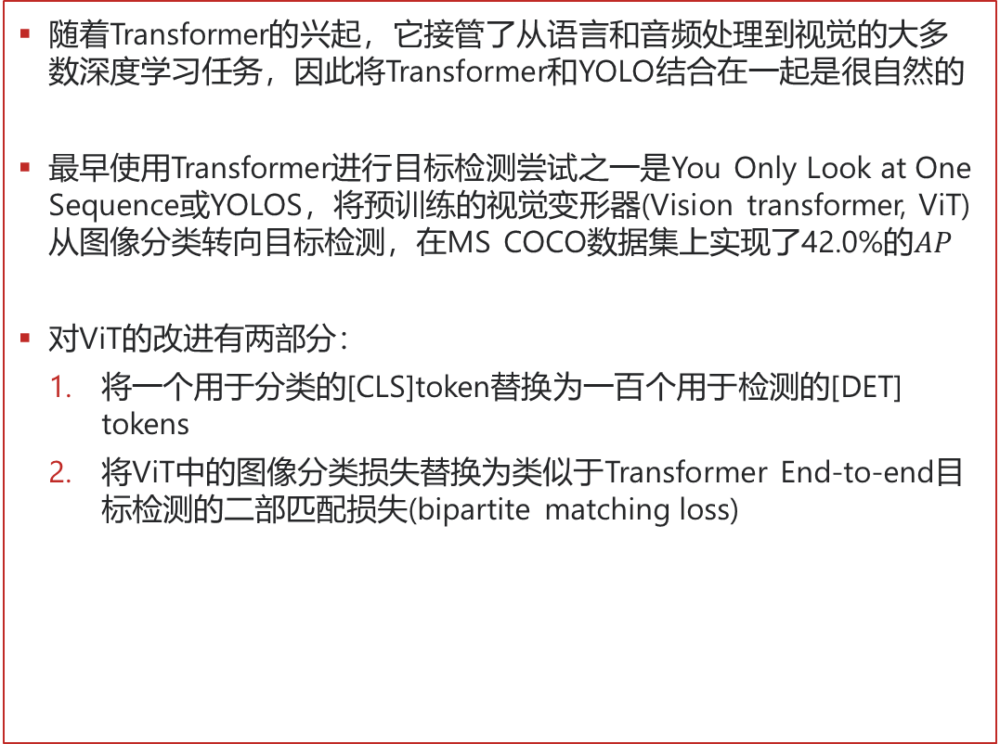 ▪ 随着Transformer的兴起，它接管了从语言和音频处理到视觉的大多
数深度学习任务，因此将Transformer和YOLO结合在一起是很自然的
▪ 最早使用Transformer进行目标检测尝试之一是You Only Look at One
Sequence或YOLOS，将预训练的视觉变形器(Vision transformer, ViT)
从图像分类转向目标检测，在MS COCO数据集上实现了42.0%的AP
▪ 对ViT的改进有两部分：
1. 将一个用于分类的[CLS]token替换为一百个用于检测的[DET]
tokens
2. 将ViT中的图像分类损失替换为类似于Transformer End-to-end目
标检测的二部匹配损失(bipartite matching loss)